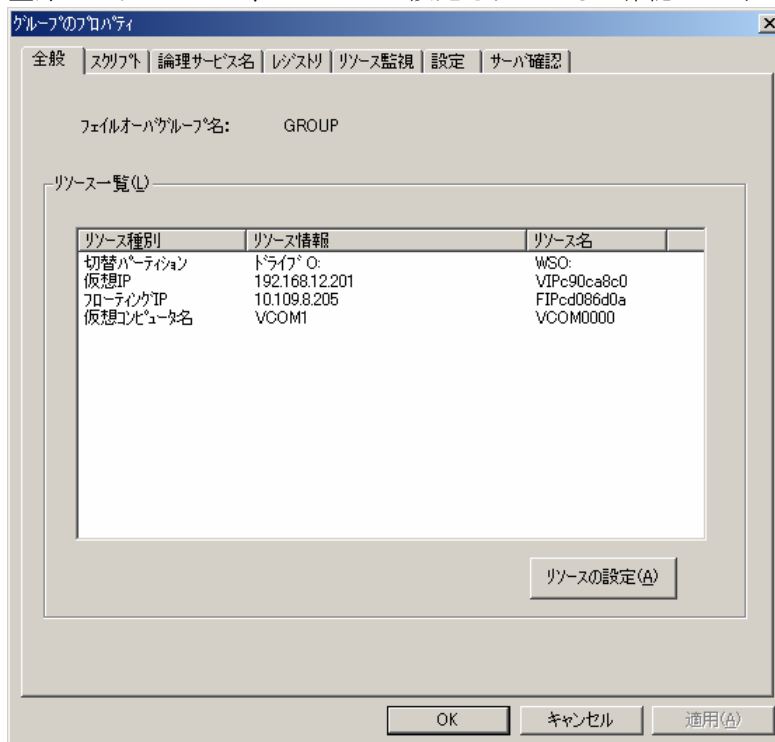 ｸﾞﾙｰﾌﾟのﾌﾟﾛﾊﾟﾃｨ
全般 ｽｸﾘﾌﾟﾄ 論理ｻｰﾋﾞｽ名 ﾚｼﾞｽﾄﾘ ﾘｿｰｽ監視 設定 ｻｰﾊﾞ確認
ﾌｪｲﾙｵｰﾊﾞｸﾞﾙｰﾌﾟ名: GROUP
ﾘｿｰｽ一覧(L)
ﾘｿｰｽ種別 ﾘｿｰｽ情報 ﾘｿｰｽ名
切替ﾊﾟｰﾃｨｼｮﾝ ﾄﾞﾗｲﾌﾞ O: WSO:
仮想IP 192.168.12.201 VIPc90ca8c0
ﾌﾛｰﾃｨﾝｸﾞIP 10.109.8.205 FIPcd086d0a
仮想ｺﾝﾋﾟｭｰﾀ名 VCOM1 VCOM0000
ﾘｿｰｽの設定(A)
OK キャンセル 適用(A)